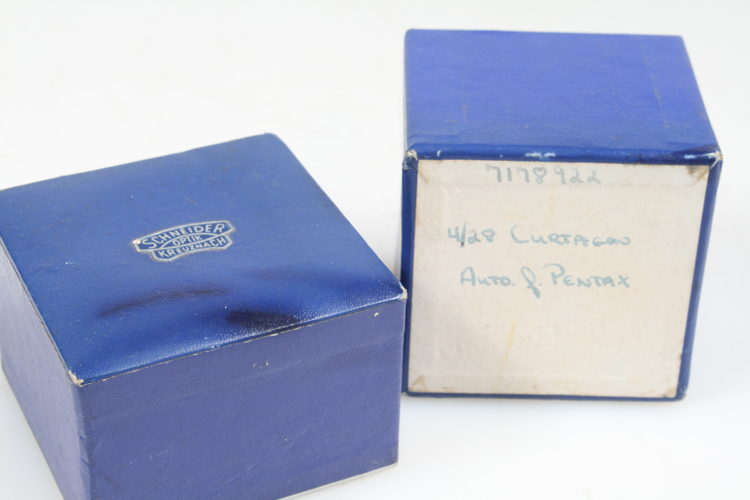 SCHNEIDER
OPTIK
KREUZNACH
7178922
4/28 CURTAGON
AUTO. f. PENTAX